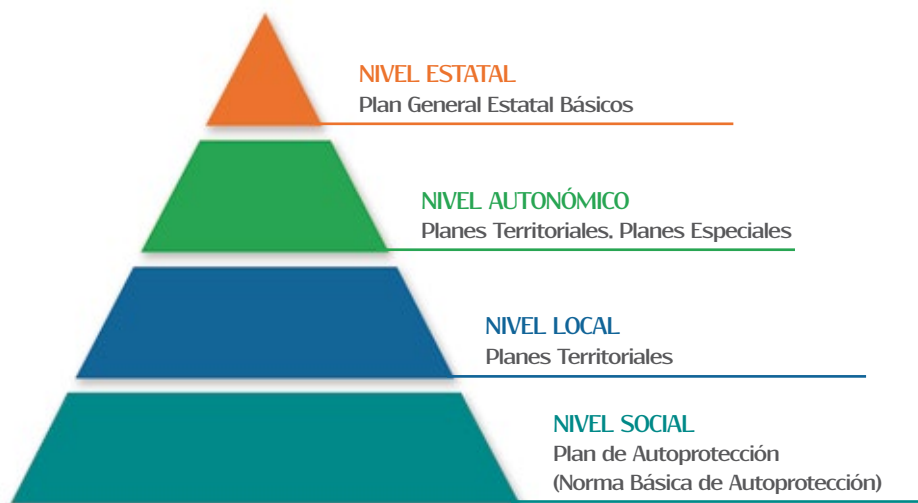 NIVEL ESTATAL
Plan General Estatal Básicos
NIVEL AUTONÓMICO
Planes Territoriales. Planes Especiales
NIVEL LOCAL
Planes Territoriales
NIVEL SOCIAL
Plan de Autoprotección
(Norma Básica de Autoprotección)